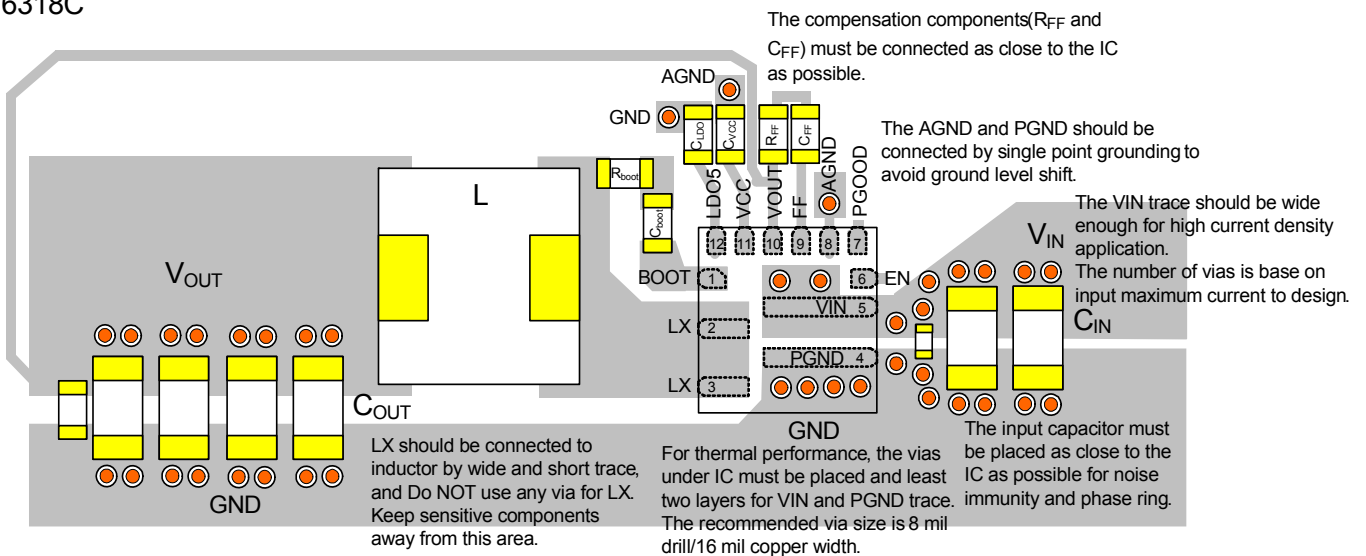 6318C
The compensation components(RFF and
CFF) must be connected as close to the IC
as possible.
AGND
GND
CLDO
CVCC
RFF
CFF
The AGND and PGND should be
connected by single point grounding to
avoid ground level shift.
Rboot
Cboot
L
LDO5
VCC
VOUT
FF
AGND
PGOOD
The VIN trace should be wide
enough for high current density
application.
The number of vias is base on
input maximum current to design.
VIN
12
11
10
9
8
7
VOUT
BOOT
1
6
EN
VIN 5
LX
2
CIN
PGND 4
LX
3
COUT
GND
LX should be connected to
inductor by wide and short trace,
and Do NOT use any via for LX.
Keep sensitive components
away from this area.
For thermal performance, the vias
under IC must be placed and least
two layers for VIN and PGND trace.
The recommended via size is 8 mil
drill/16 mil copper width.
The input capacitor must
be placed as close to the
IC as possible for noise
immunity and phase ring.
GND